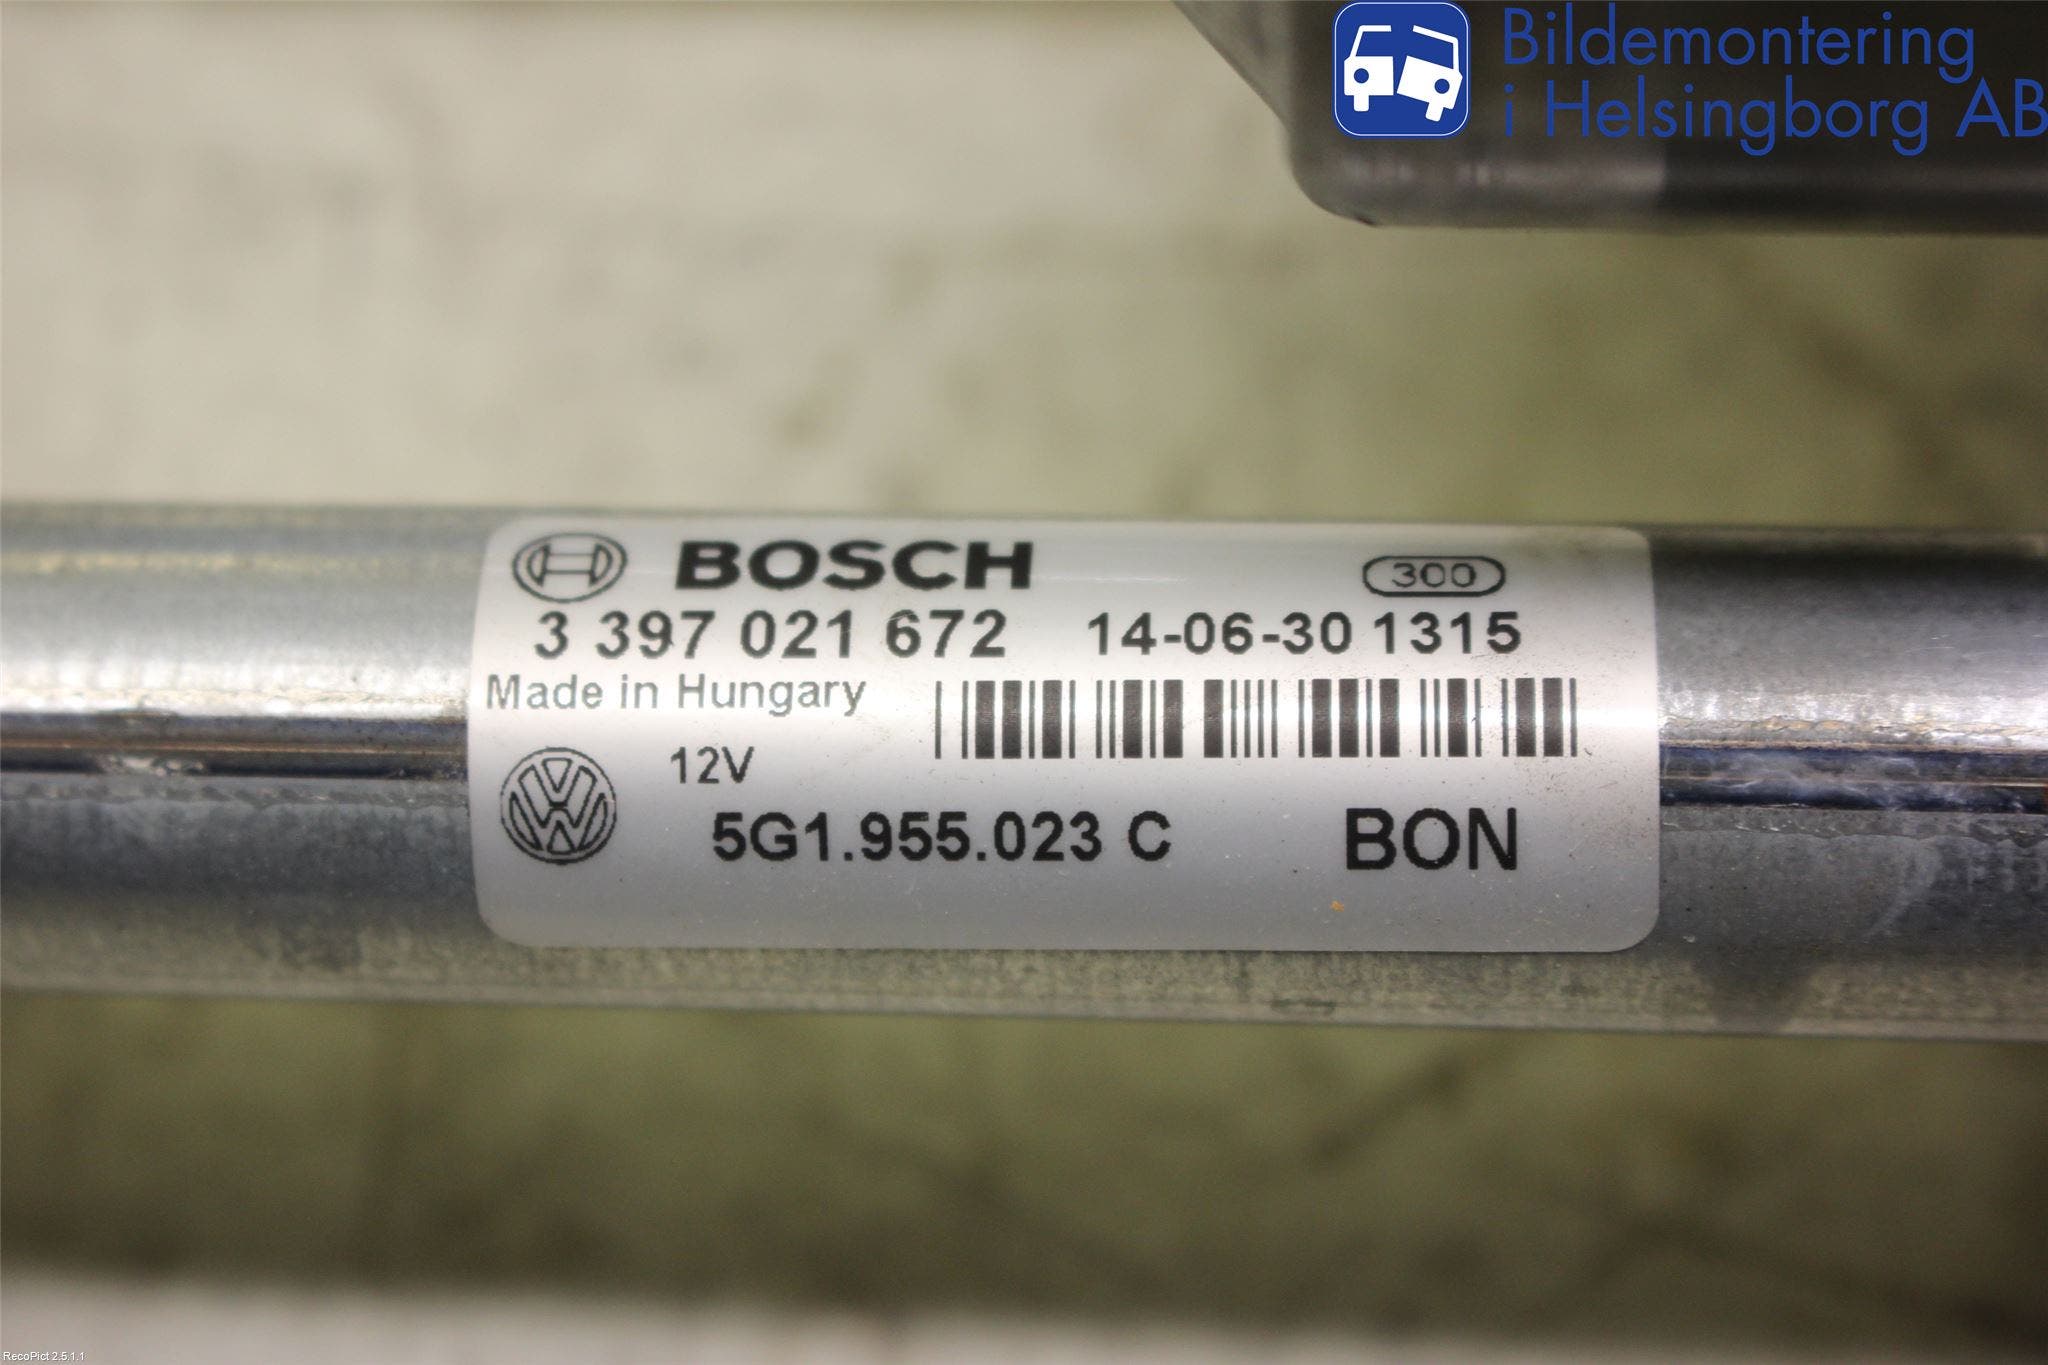 Bildemontering
i Helsingborg AB
BOSCH
300
3 397 021 672 14-06-30 1315
Made in Hungary
12V
5G1.955.023 C BON
RecoPict 2.5.1.1